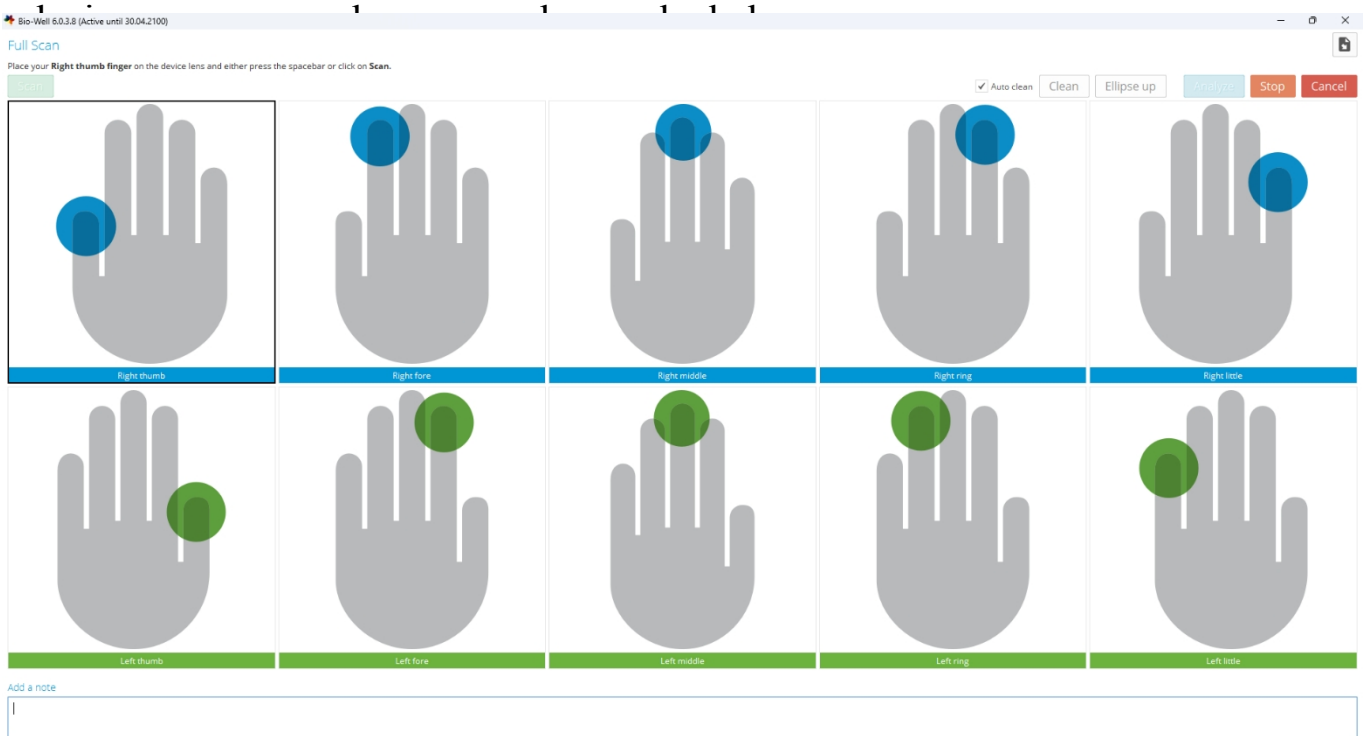 Bio-Well 6.0.3.8 (Active until 30.04.2100)
Full Scan
Place your Right thumb finger on the device lens and either press the spacebar or click on Scan.
Scan
Auto clean Clean Ellipse up Analyze Stop Cancel
Right thumb Right fore Right middle Right ring Right little
Left thumb Left fore Left middle Left ring Left little
Add a note